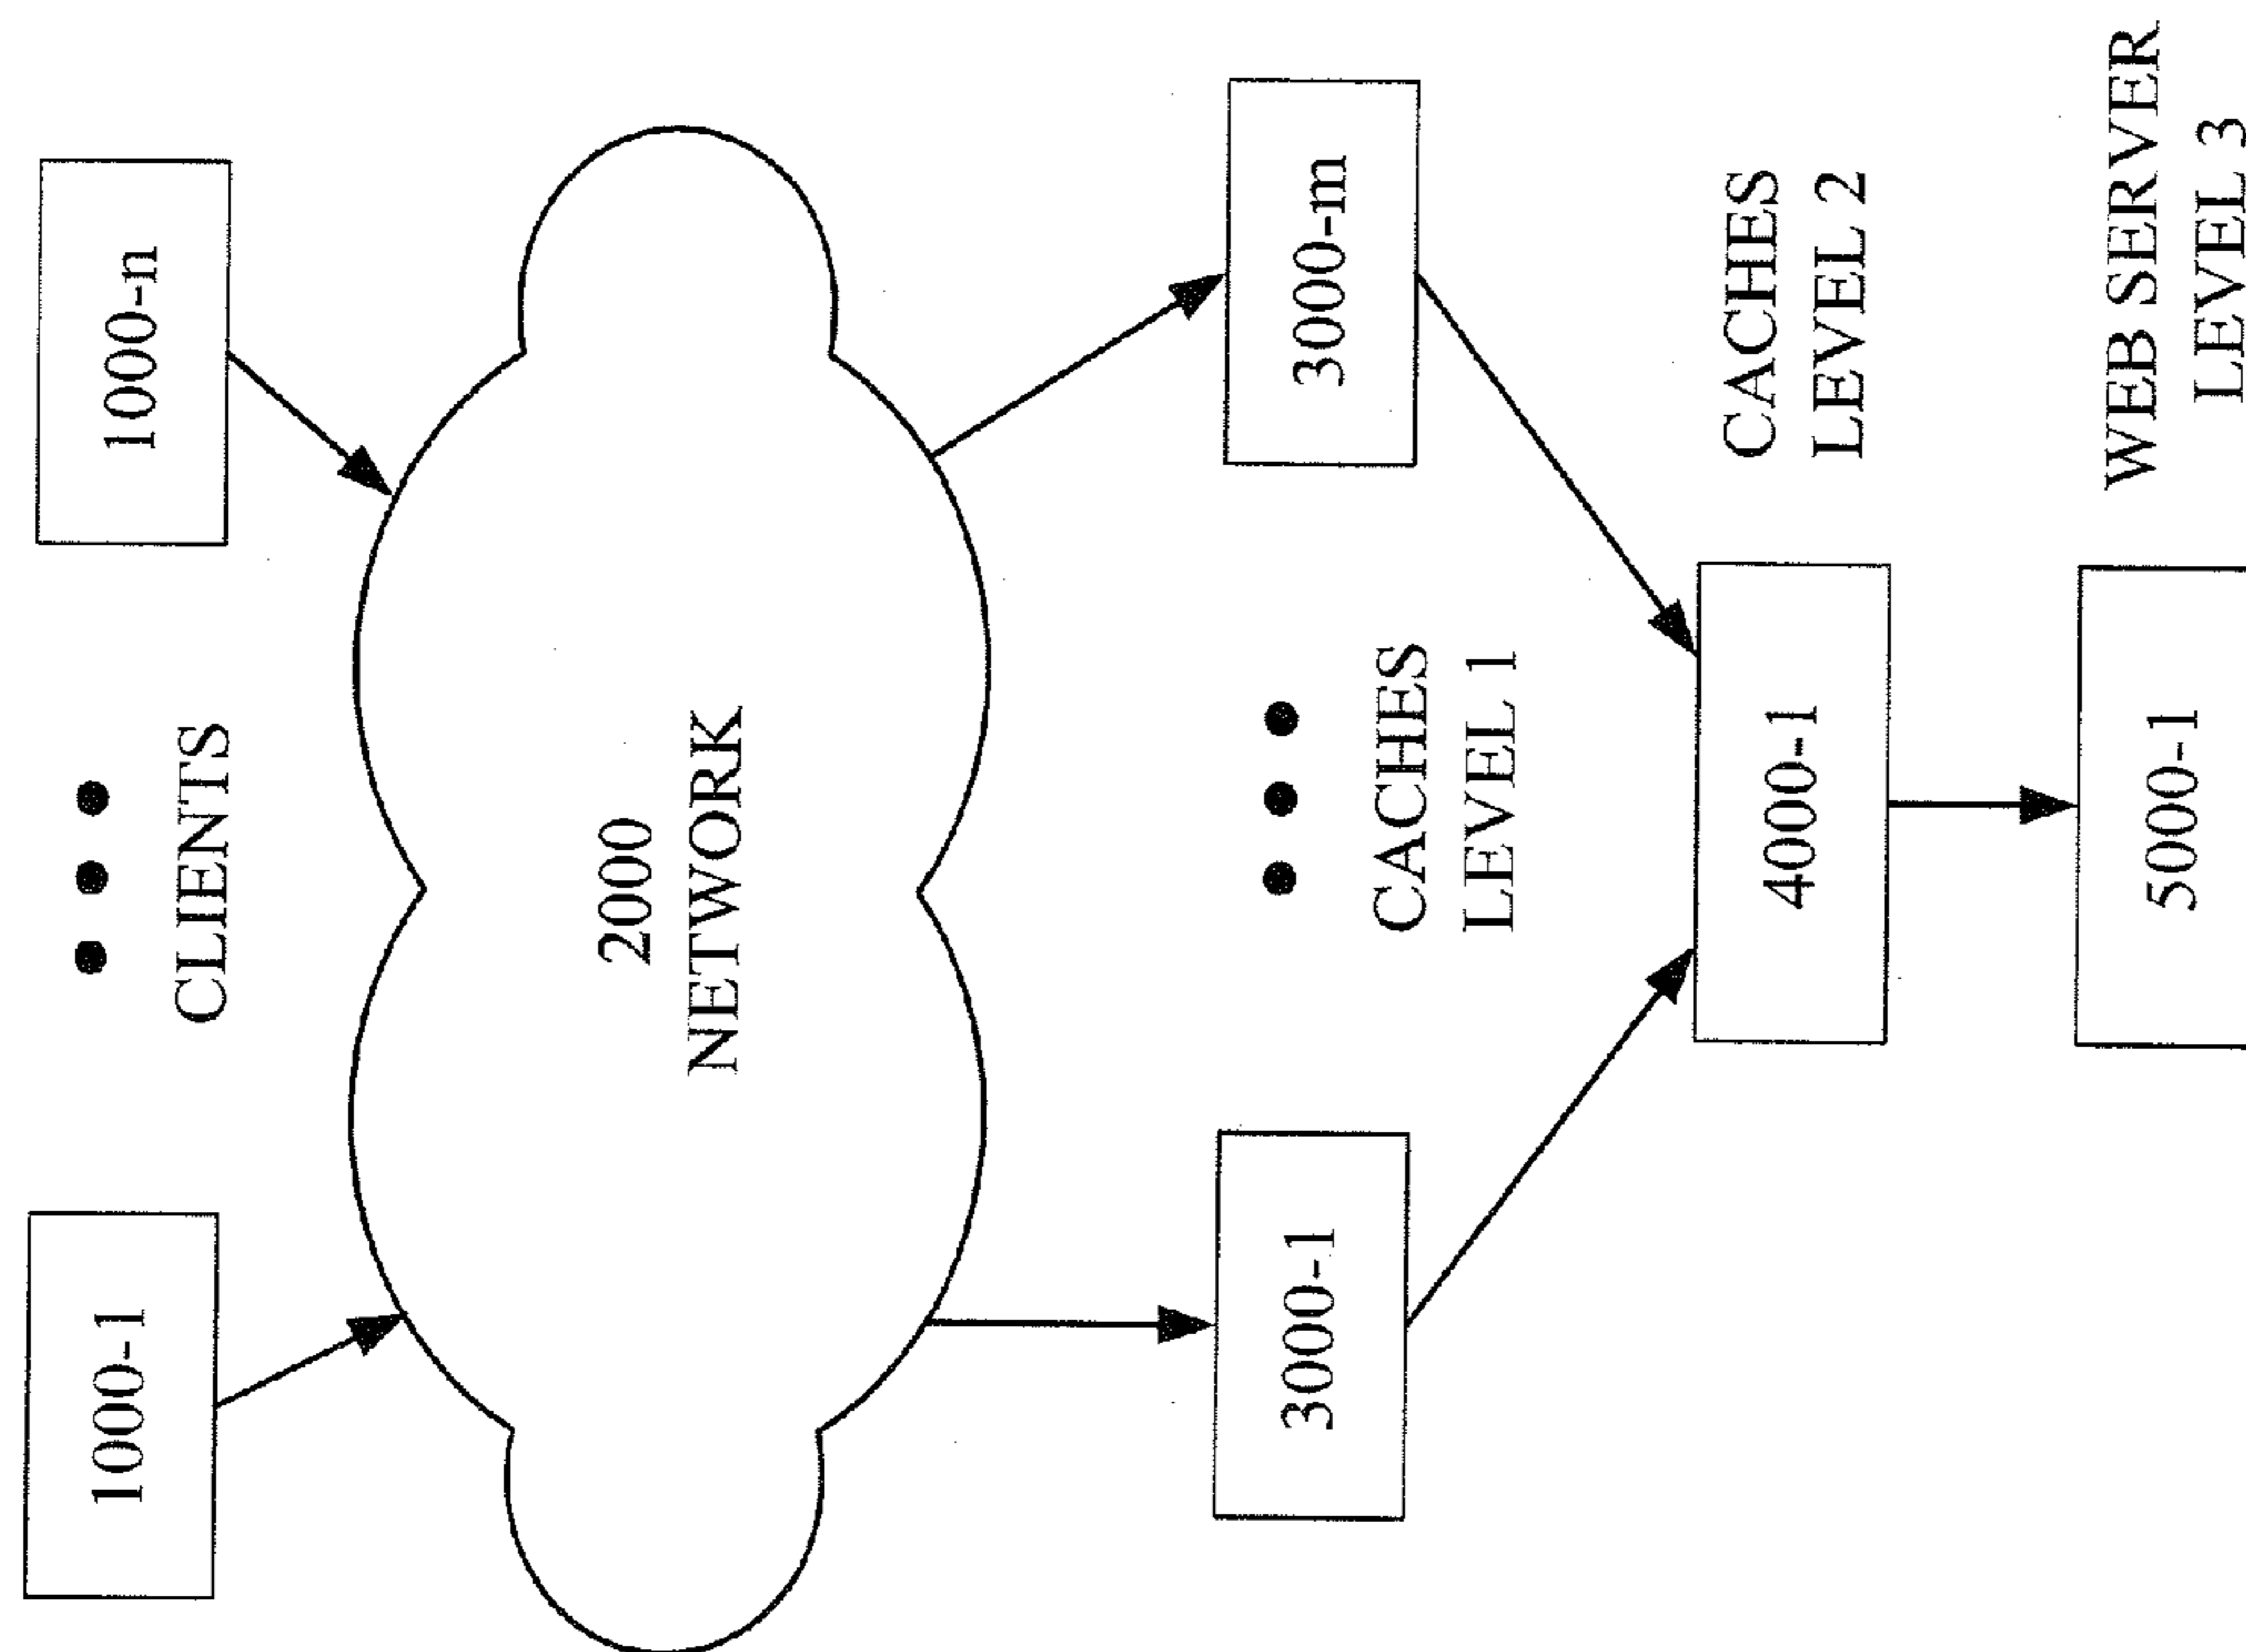 1000-1
1000-n
CLIENTS
2000
NETWORK
3000-1
3000-m
CACHES
LEVEL 1
4000-1
CACHES
LEVEL 2
5000-1
WEB SERVER
LEVEL 3